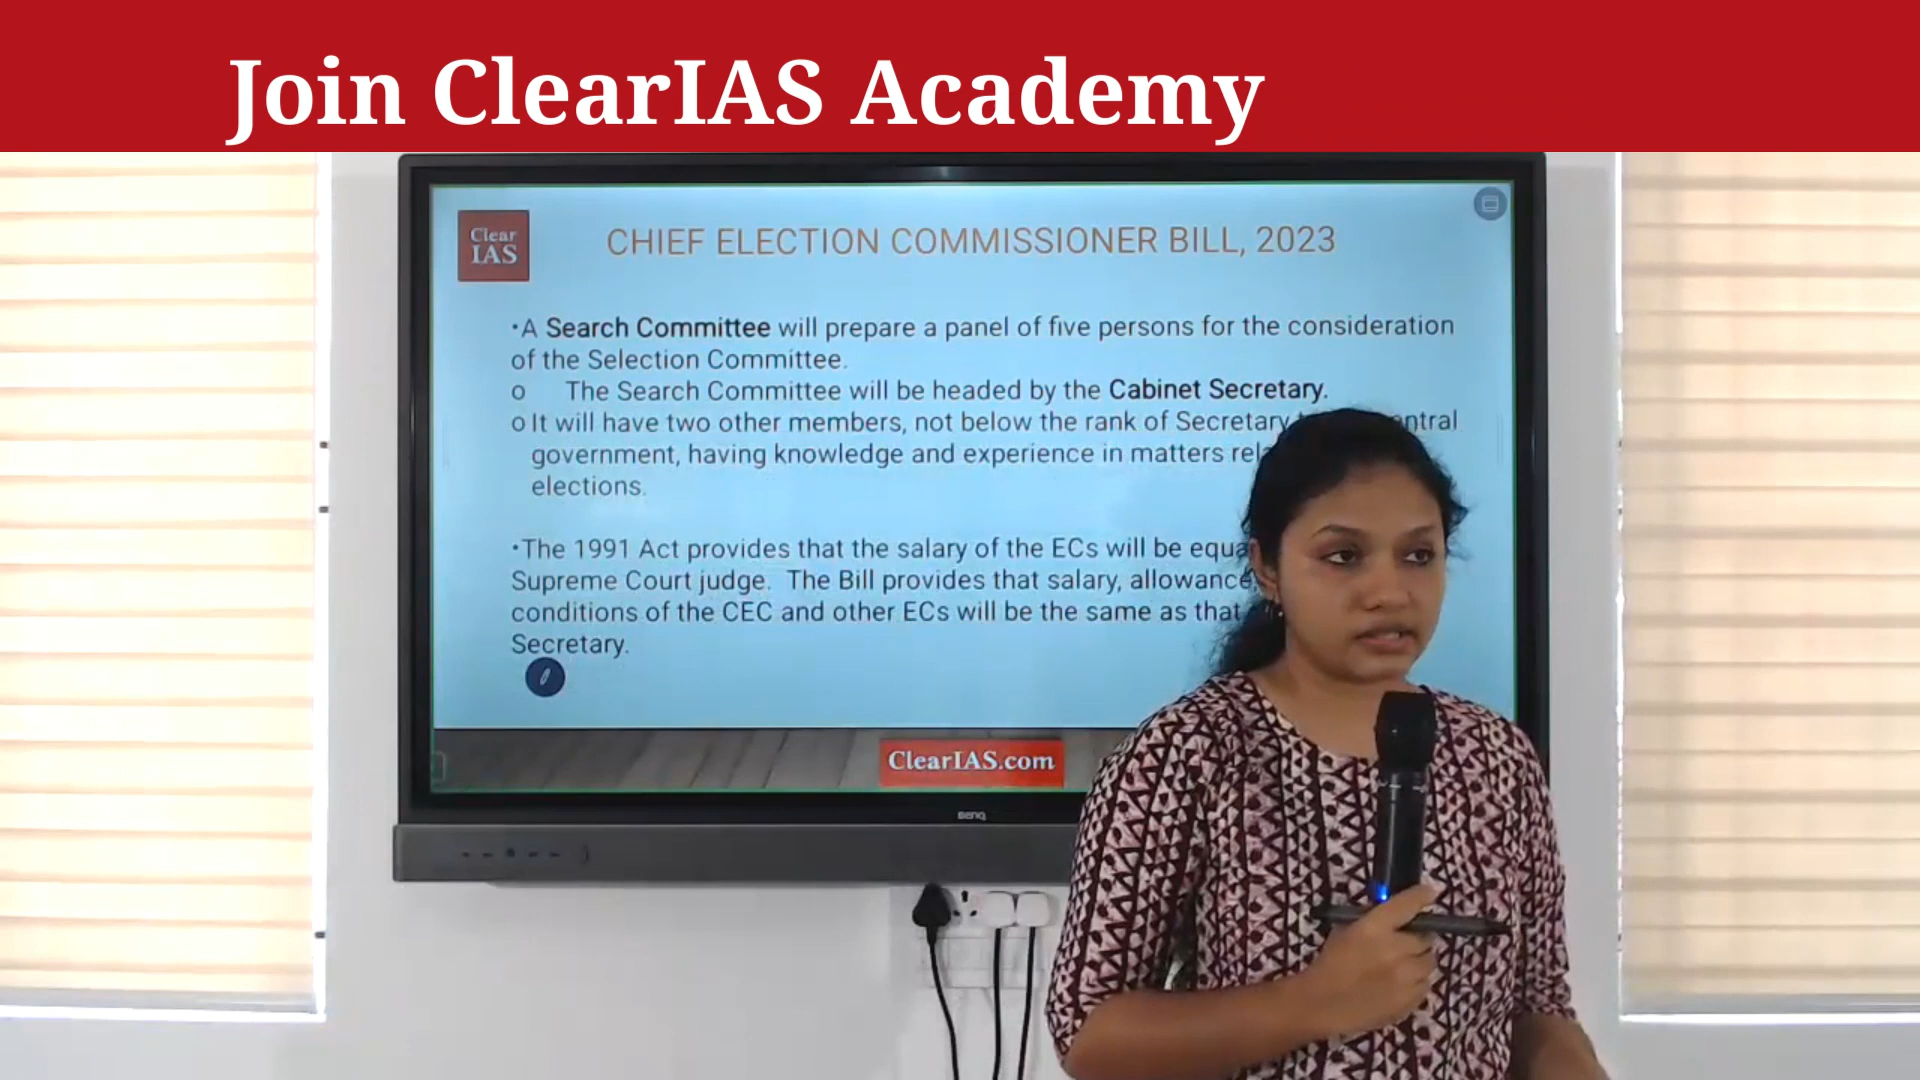 Join ClearIAS Academy
Clear
IAS
CHIEF ELECTION COMMISSIONER BILL, 2023
•A Search Committee will prepare a panel of five persons for the consideration
of the Selection Committee.
o The Search Committee will be headed by the Cabinet Secretary.
o It will have two other members, not below the rank of Secretary
government, having knowledge and experience in matters
elections.
•The 1991 Act provides that the salary of the ECs will be
Supreme Court judge. The Bill provides that salary,
conditions of the CEC and other ECs will be the same as that
Secretary.
ClearIAS.com
BenQ